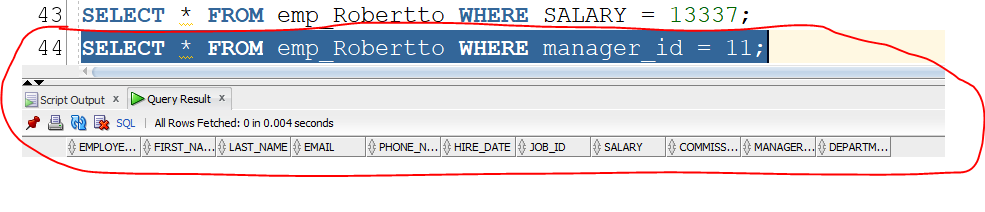 43 SELECT * FROM emp_Robertto WHERE SALARY = 13337;
44 SELECT * FROM emp_Robertto WHERE manager_id = 11;
Script Output x Query Result x
SQL | All Rows Fetched: 0 in 0.004 seconds
EMPLOYE... FIRST_NA... LAST_NAME EMAIL PHONE_N... HIRE_DATE JOB_ID SALARY COMMISS... MANAGER... DEPARTM...